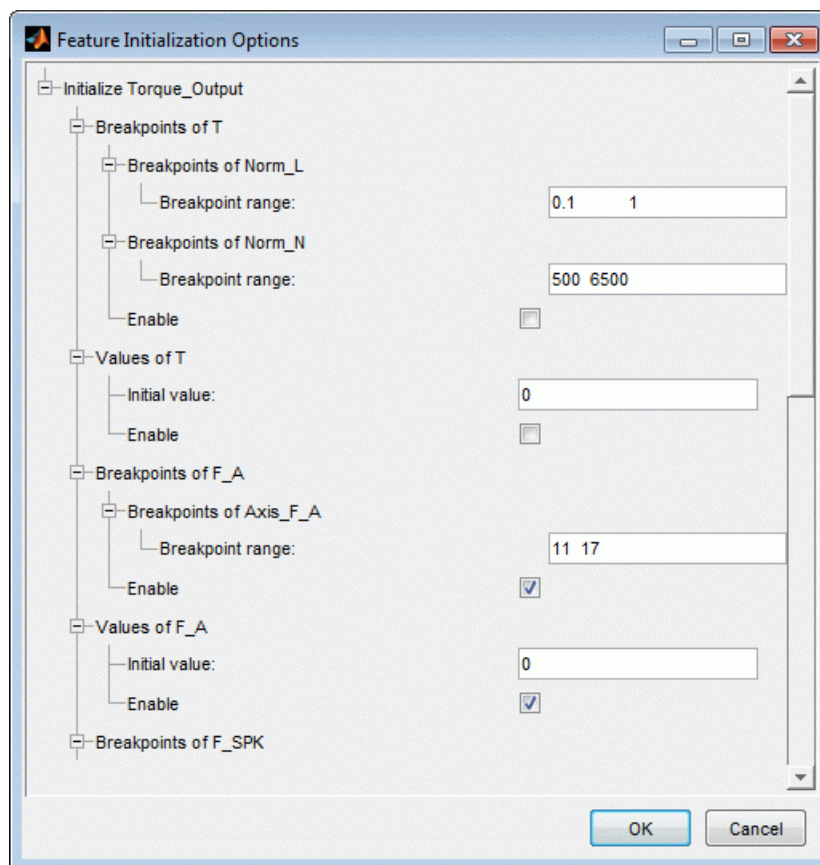 Feature Initialization Options
Initialize Torque_Output
Breakpoints of T
Breakpoints of Norm_L
Breakpoint range: 0.1 1
Breakpoints of Norm_N
Breakpoint range: 500 6500
Enable
Values of T
Initial value: 0
Enable
Breakpoints of F_A
Breakpoints of Axis_F_A
Breakpoint range: 11 17
Enable
Values of F_A
Initial value: 0
Enable
Breakpoints of F_SPK
OK Cancel